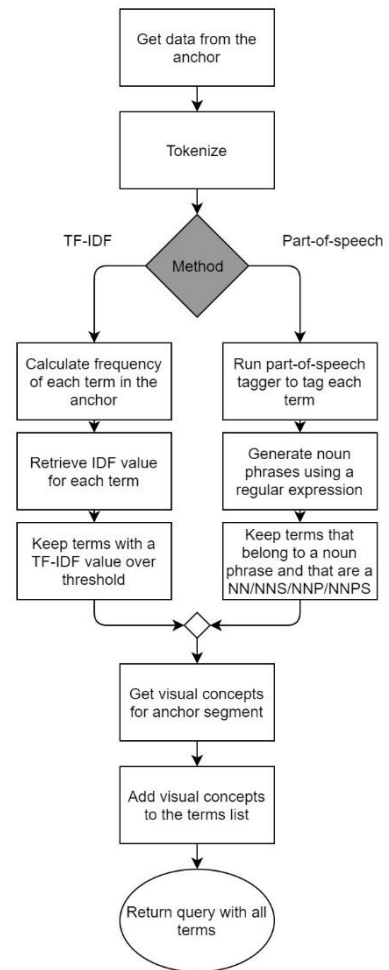 Get data from the
anchor
Tokenize
TF-IDF
Part-of-speech
Method
Calculate frequency
of each term in the
anchor
Run part-of-speech
tagger to tag each
term
Retrieve IDF value
for each term
Generate noun
phrases using a
regular expression
Keep terms with a
TF-IDF value over
threshold
Keep terms that
belong to a noun
phrase and that are a
NN/NNS/NNP/NNPS
Get visual concepts
for anchor segment
Add visual concepts
to the terms list
Return query with all
terms